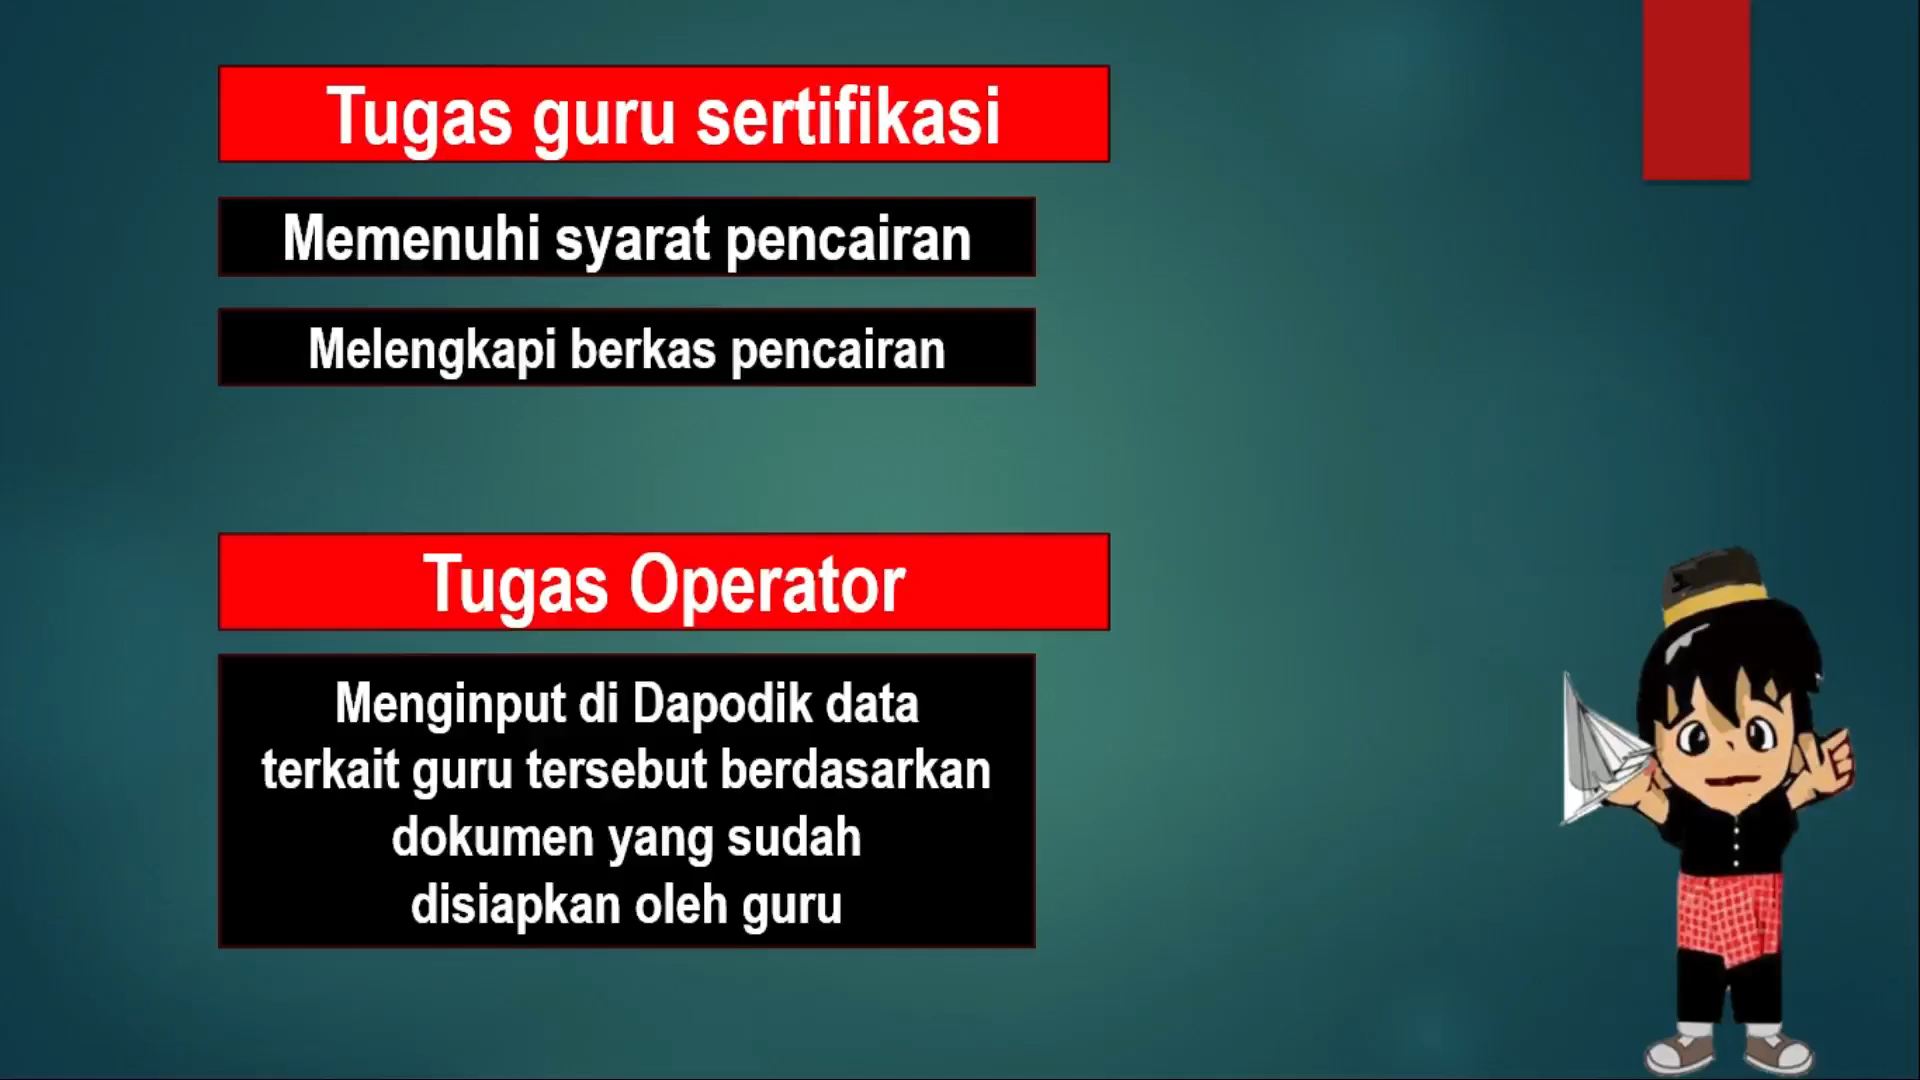 Tugas guru sertifikasi
Memenuhi syarat pencairan
Melengkapi berkas pencairan
Tugas Operator
Menginput di Dapodik data
terkait guru tersebut berdasarkan
dokumen yang sudah
disiapkan oleh guru